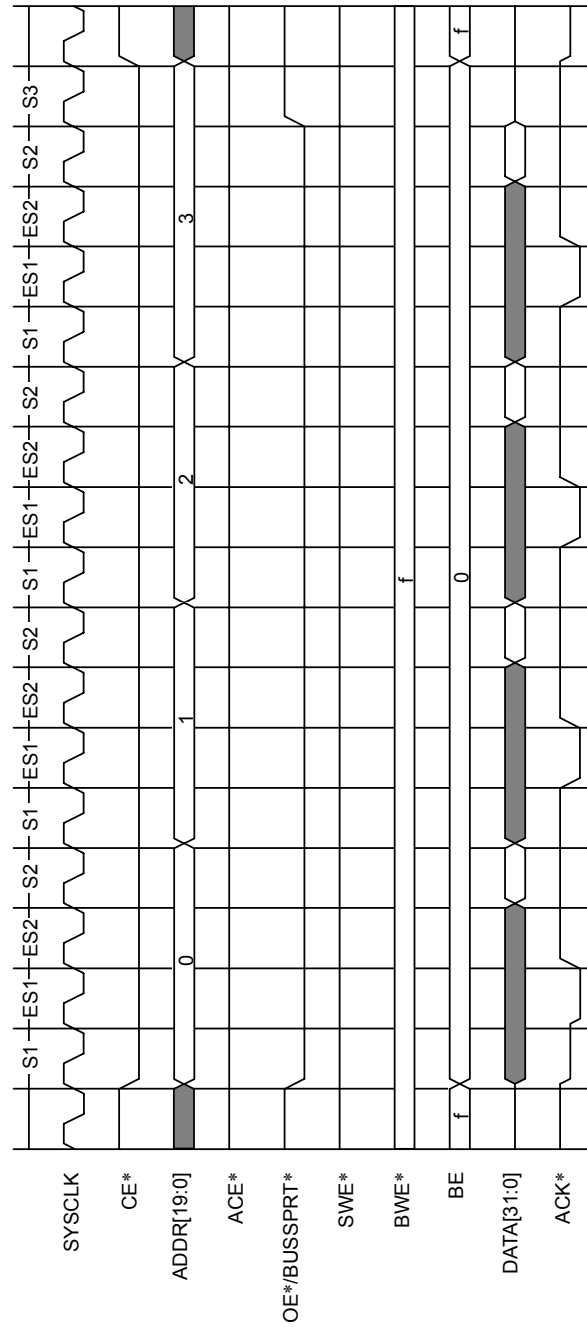 S1 ES1 ES2 S2 S1 ES1 ES2 S2 S1 ES1 ES2 S2 S1 ES1 ES2 S2 S3
SYSCLK
CE*
ADDR[19:0] 0 1 2 3
ACE*
OE*/BUSSPRT*
SWE*
BWE* f
BE f 0 f
DATA[31:0]
ACK*